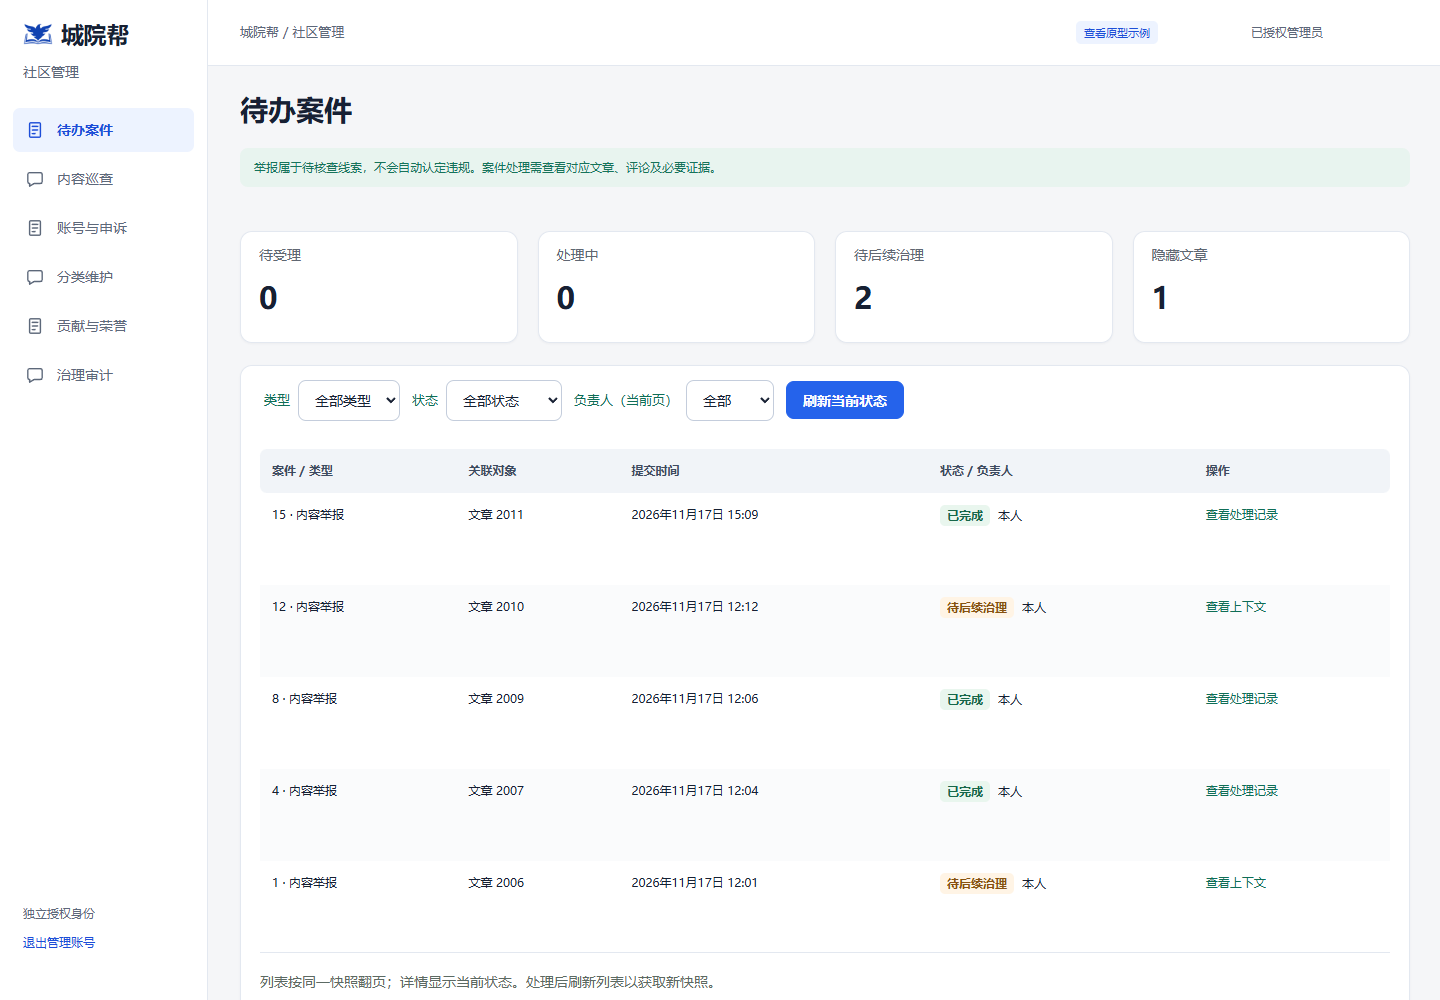 城院帮
社区管理
待办案件
内容巡查
账号与申诉
分类维护
贡献与荣誉
治理审计
独立授权身份
退出管理账号
城院帮 / 社区管理
查看原型示例
已授权管理员
待办案件
举报属于待核查线索，不会自动认定违规。案件处理需查看对应文章、评论及必要证据。
待受理
0
处理中
0
待后续治理
2
隐藏文章
1
类型 全部类型 状态 全部状态 负责人（当前页） 全部 刷新当前状态
案件 / 类型 关联对象 提交时间 状态 / 负责人 操作
15 · 内容举报 文章 2011 2026年11月17日 15:09 已完成 本人 查看处理记录
12 · 内容举报 文章 2010 2026年11月17日 12:12 待后续治理 本人 查看上下文
8 · 内容举报 文章 2009 2026年11月17日 12:06 已完成 本人 查看处理记录
4 · 内容举报 文章 2007 2026年11月17日 12:04 已完成 本人 查看处理记录
1 · 内容举报 文章 2006 2026年11月17日 12:01 待后续治理 本人 查看上下文
列表按同一快照翻页；详情显示当前状态。处理后刷新列表以获取新快照。